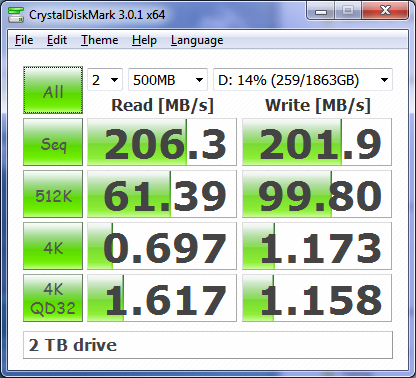 CrystalDiskMark 3.0.1 x64
File Edit Theme Help Language
All 2 500MB D: 14% (259/1863GB)
Read [MB/s] Write [MB/s]
Seq 206.3 201.9
512K 61.39 99.80
4K 0.697 1.173
4K QD32 1.617 1.158
2 TB drive